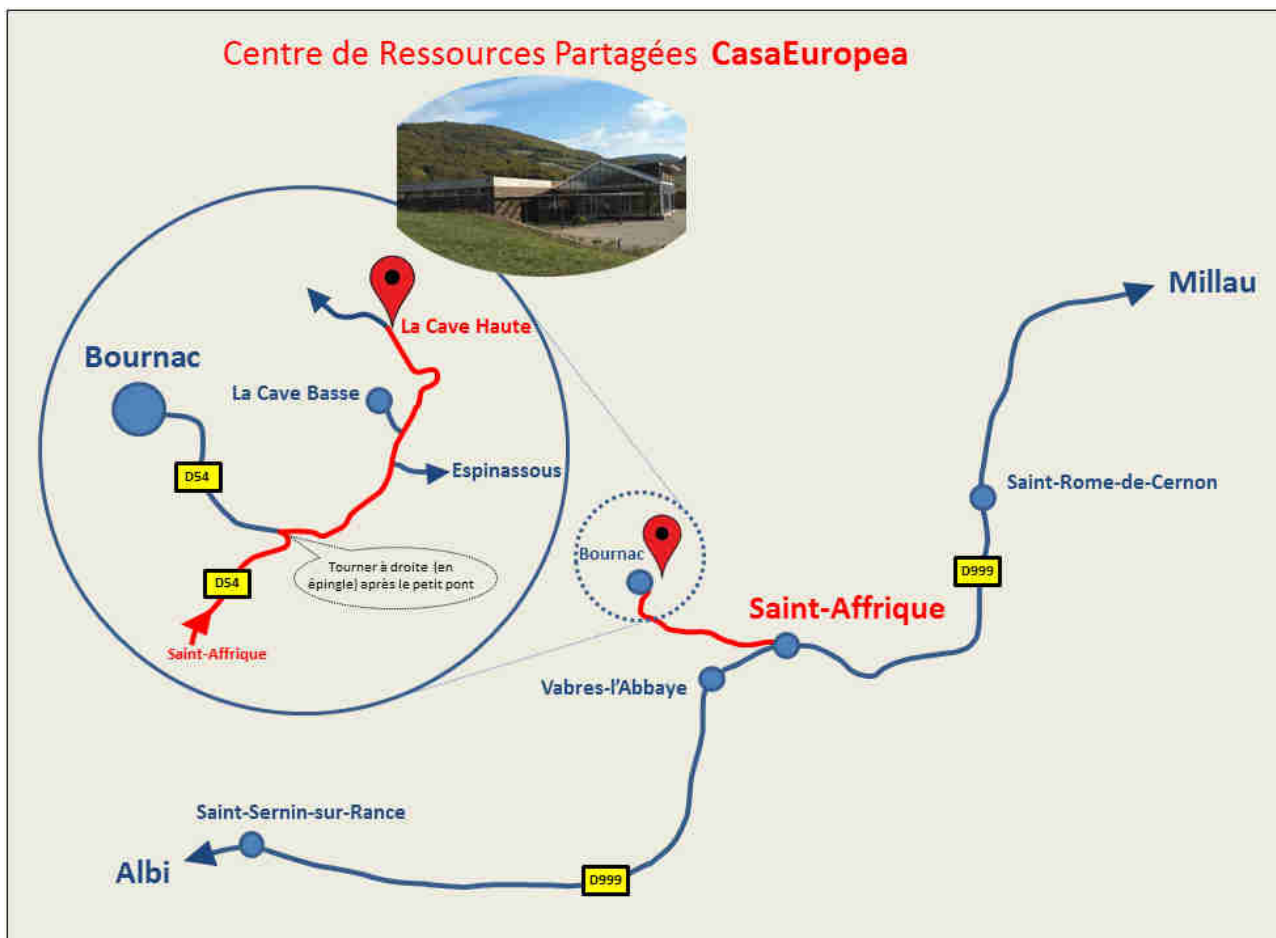 Centre de Ressources Partagées CasaEuropea
La Cave Haute
Bournac
La Cave Basse
D54
Espinassous
Tourner à droite (en
épingle) après le petit pont
D54
Saint-Affrique
Millau
Saint-Rome-de-Cernon
Bournac
D999
Saint-Affrique
Vabres-l'Abbaye
Saint-Sernin-sur-Rance
Albi
D999